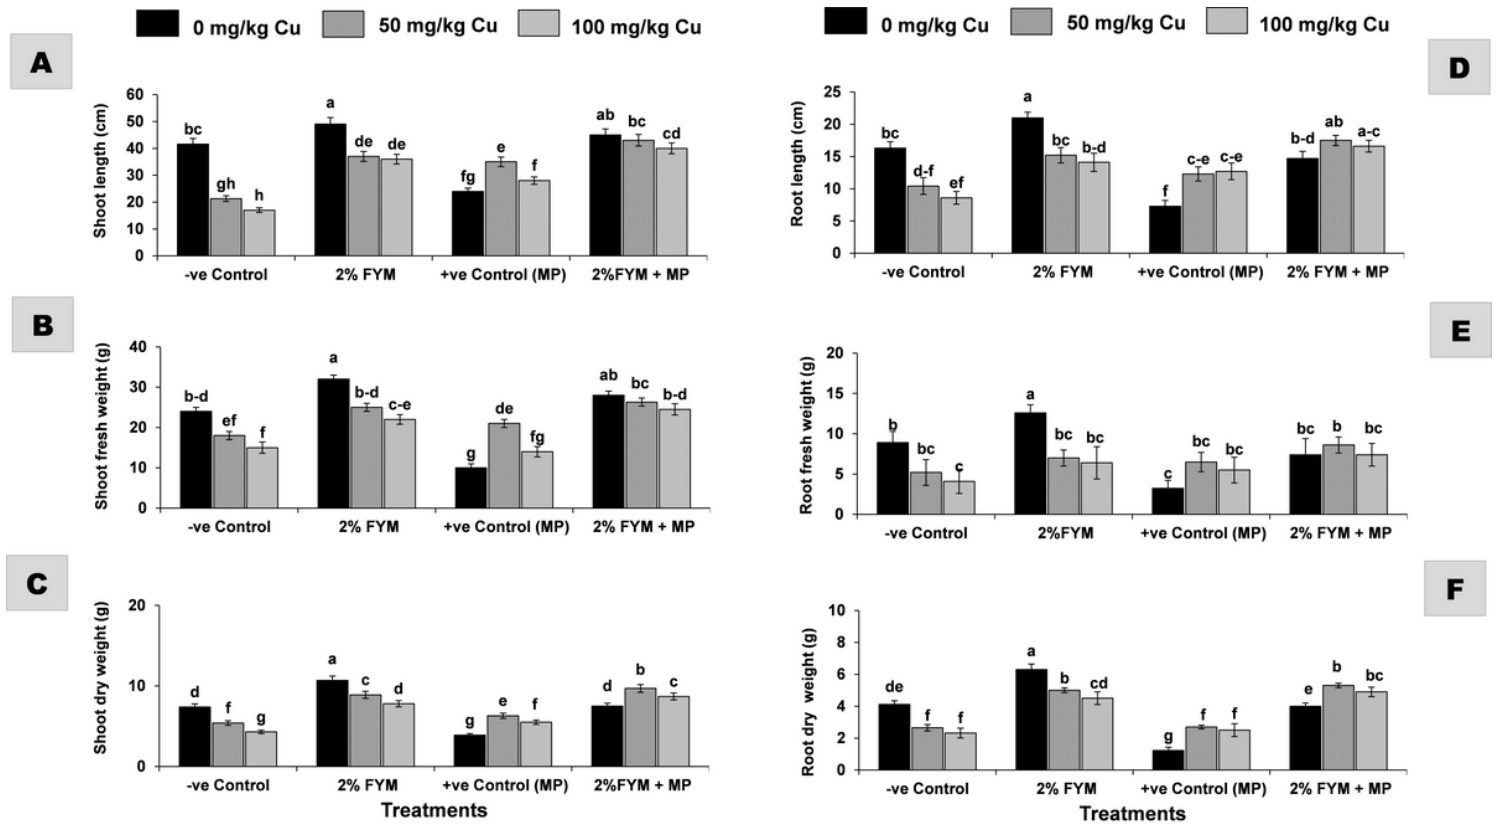 0 mg/kg Cu 50 mg/kg Cu 100 mg/kg Cu
A
Shoot length (cm)
60
50
40
30
20
10
0
bc gh h a de de fg e f ab bc cd
-ve Control 2% FYM +ve Control (MP) 2%FYM + MP
B
Shoot fresh weight (g)
40
30
20
10
0
b-d ef f a b-d c-e g de fg ab bc b-d
-ve Control 2% FYM +ve Control (MP) 2% FYM + MP
C
Shoot dry weight (g)
20
10
0
d f g a c d g e f d b c
-ve Control 2% FYM +ve Control (MP) 2%FYM + MP
Treatments
0 mg/kg Cu 50 mg/kg Cu 100 mg/kg Cu
D
Root length (cm)
25
20
15
10
5
0
bc d-f ef a bc b-d f c-e c-e b-d ab a-c
-ve Control 2% FYM +ve Control (MP) 2% FYM + MP
E
Root fresh weight (g)
20
15
10
5
0
b bc c a bc bc c bc bc bc b bc
-ve Control 2%FYM +ve Control (MP) 2% FYM + MP
F
Root dry weight (g)
10
8
6
4
2
0
de f f a b cd g f f e b bc
-ve Control 2% FYM +ve Control (MP) 2% FYM + MP
Treatments